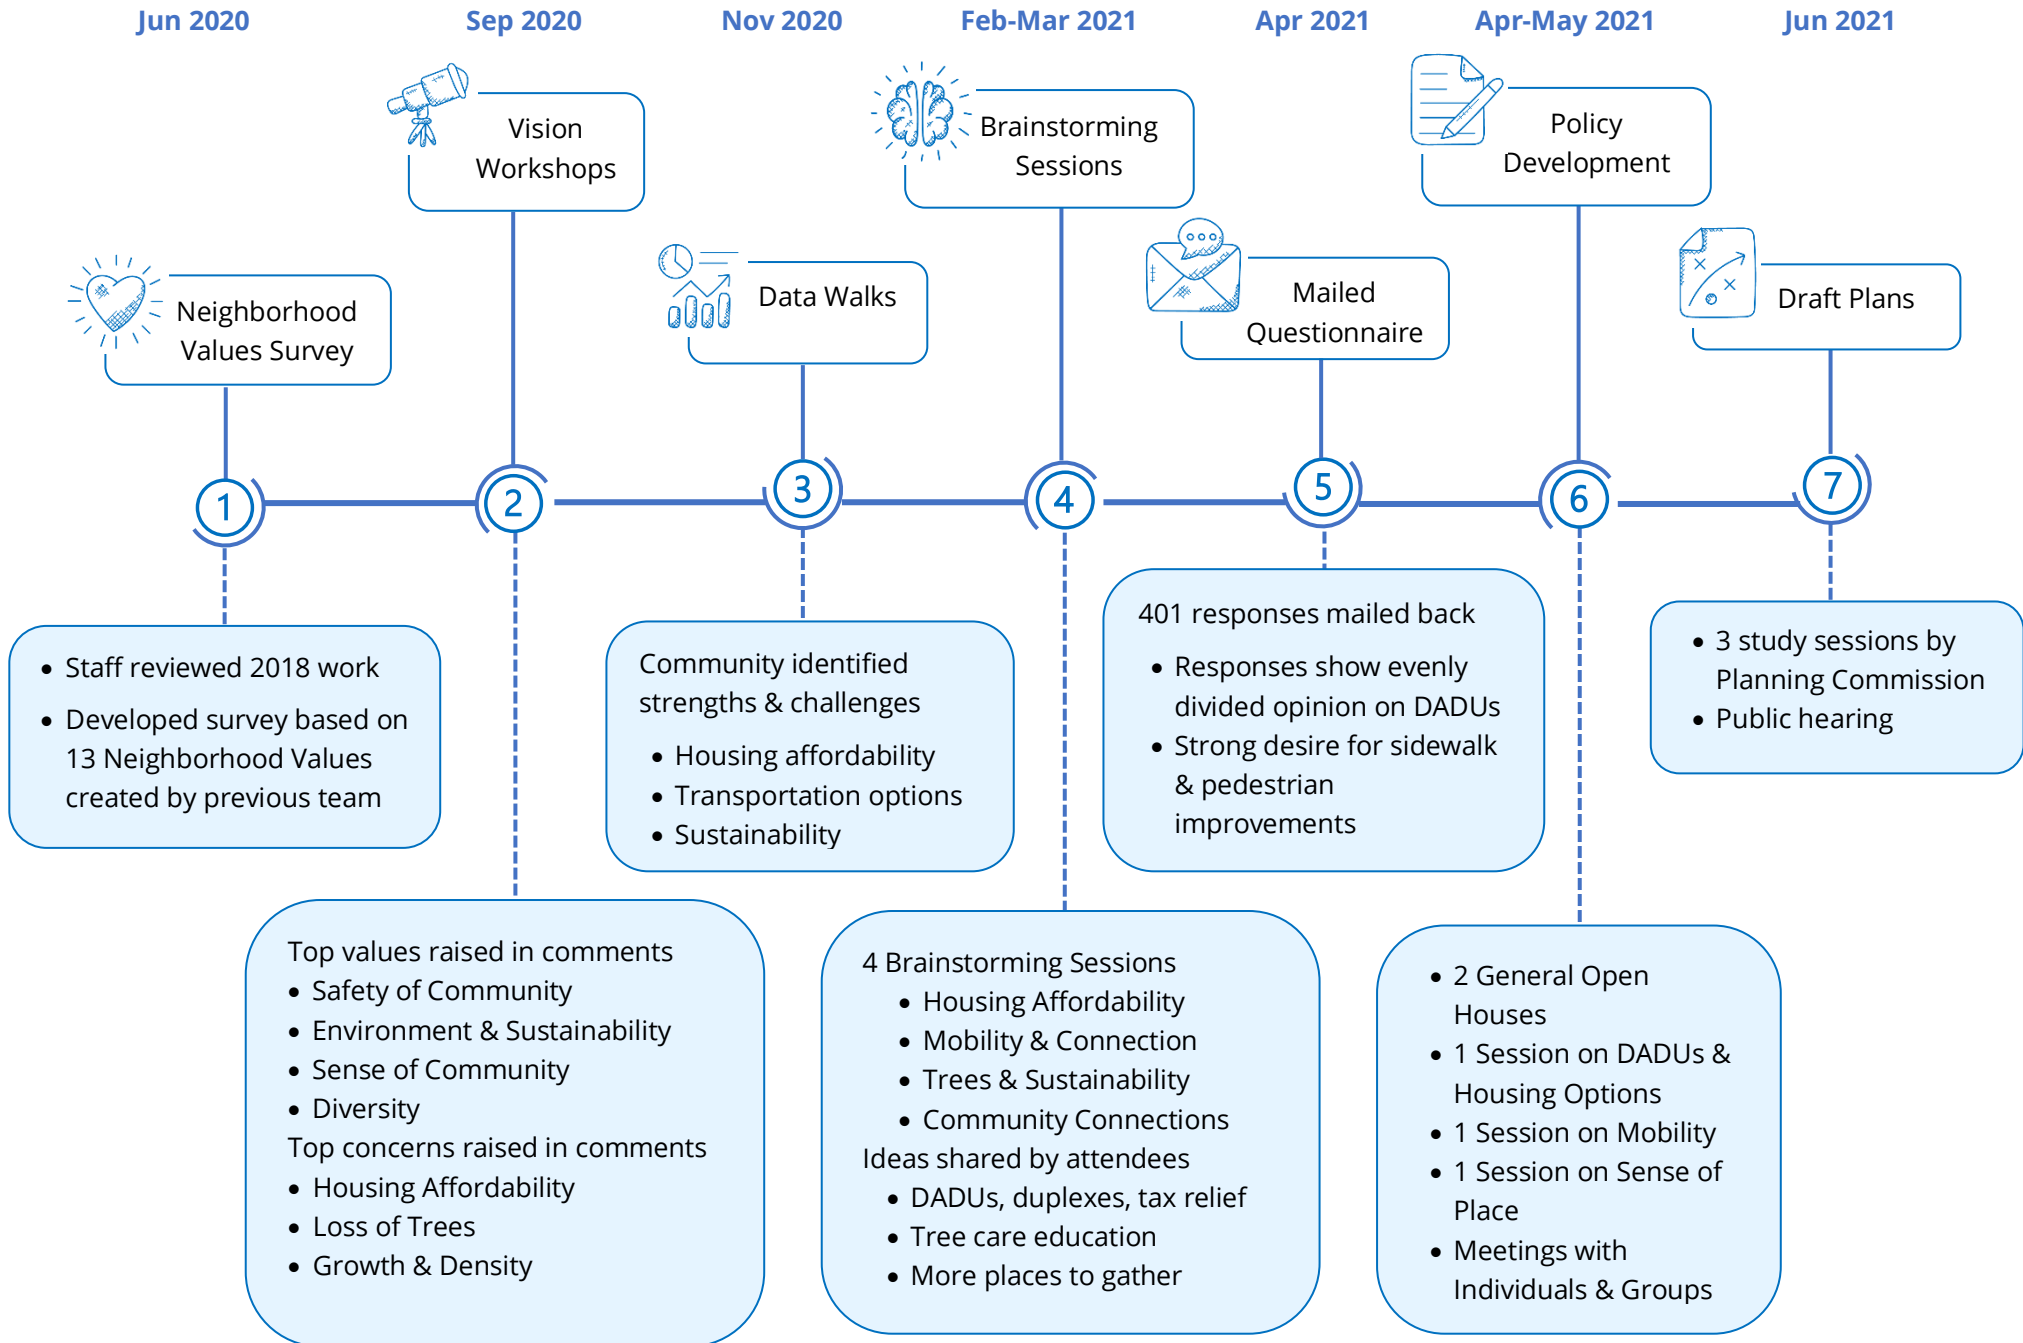 Jun 2020
Sep 2020
Nov 2020
Feb-Mar 2021
Apr 2021
Apr-May 2021
Jun 2021
Neighborhood
Values Survey
Vision
Workshops
Data Walks
Brainstorming
Sessions
Mailed
Questionnaire
Policy
Development
Draft Plans
1
2
3
4
5
6
7
• Staff reviewed 2018 work
• Developed survey based on
13 Neighborhood Values
created by previous team
Top values raised in comments
• Safety of Community
• Environment & Sustainability
• Sense of Community
• Diversity
Top concerns raised in comments
• Housing Affordability
• Loss of Trees
• Growth & Density
Community identified
strengths & challenges
• Housing affordability
• Transportation options
• Sustainability
4 Brainstorming Sessions
• Housing Affordability
• Mobility & Connection
• Trees & Sustainability
• Community Connections
Ideas shared by attendees
• DADUs, duplexes, tax relief
• Tree care education
• More places to gather
401 responses mailed back
• Responses show evenly
divided opinion on DADUs
• Strong desire for sidewalk
& pedestrian
improvements
• 2 General Open
Houses
• 1 Session on DADUs &
Housing Options
• 1 Session on Mobility
• 1 Session on Sense of
Place
• Meetings with
Individuals & Groups
• 3 study sessions by
Planning Commission
• Public hearing